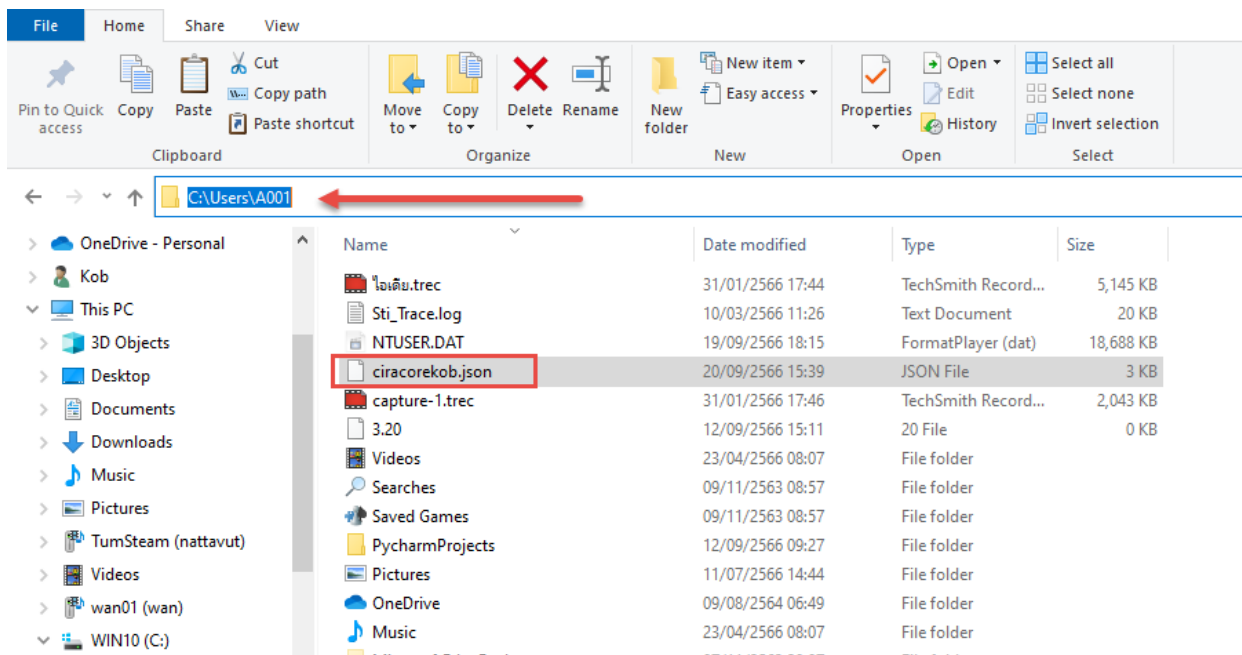 File Home Share View
Cut
Copy path
Paste shortcut
Pin to Quick access
Copy
Paste
Clipboard
Move to
Copy to
Delete
Rename
Organize
New folder
New item
Easy access
New
Properties
Open
Edit
History
Open
Select all
Select none
Invert selection
Select
C:\Users\A001
OneDrive - Personal
Kob
This PC
3D Objects
Desktop
Documents
Downloads
Music
Pictures
TumSteam (nattavut)
Videos
wan01 (wan)
WIN10 (C:)
Name Date modified Type Size
ไอเดีย.trec 31/01/2566 17:44 TechSmith Record... 5,145 KB
Sti_Trace.log 10/03/2566 11:26 Text Document 20 KB
NTUSER.DAT 19/09/2566 18:15 FormatPlayer (dat) 18,688 KB
ciracorekob.json 20/09/2566 15:39 JSON File 3 KB
capture-1.trec 31/01/2566 17:46 TechSmith Record... 2,043 KB
3.20 12/09/2566 15:11 20 File 0 KB
Videos 23/04/2566 08:07 File folder
Searches 09/11/2563 08:57 File folder
Saved Games 09/11/2563 08:57 File folder
PycharmProjects 12/09/2566 09:27 File folder
Pictures 11/07/2566 14:44 File folder
OneDrive 09/08/2564 06:49 File folder
Music 23/04/2566 08:07 File folder